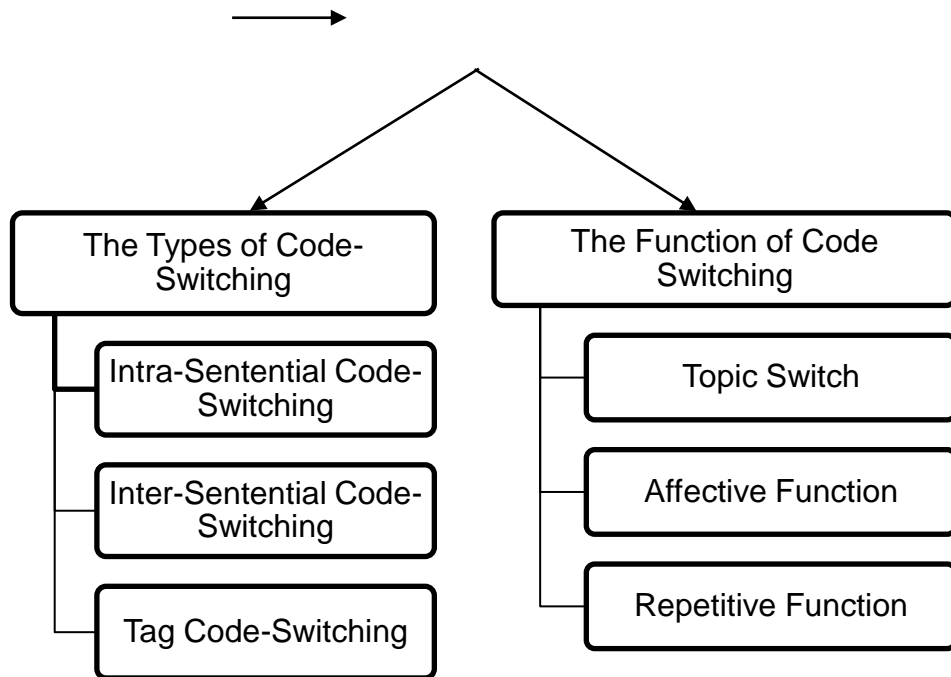 The Types of Code-
Switching
Intra-Sentential Code-
Switching
Inter-Sentential Code-
Switching
Tag Code-Switching
The Function of Code
Switching
Topic Switch
Affective Function
Repetitive Function